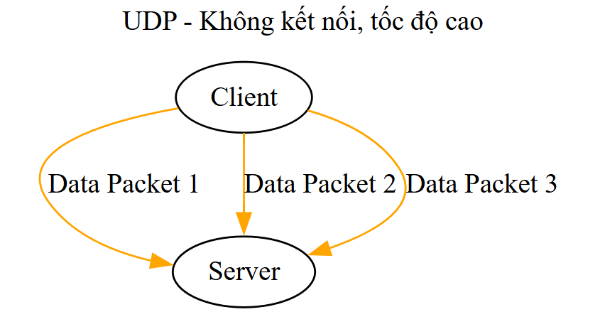 UDP - Không kết nối, tốc độ cao
Client
Data Packet 1
Data Packet 2
Data Packet 3
Server